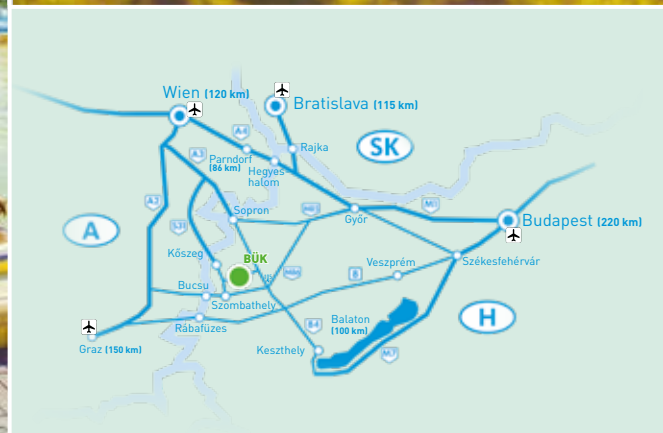 Wien (120 km)
Bratislava (115 km)
SK
A4
Rajka
A3
Parndorf
(86 km)
Hegyes-
halom
A2
S31
Sopron
Győr
M1
Budapest (220 km)
A
BÜK
Kőszeg
M86
8
Veszprém
Székesfehérvár
Bucsu
Szombathely
Balaton
(100 km)
H
Rábafüzes
84
Graz (150 km)
Keszthely
M7